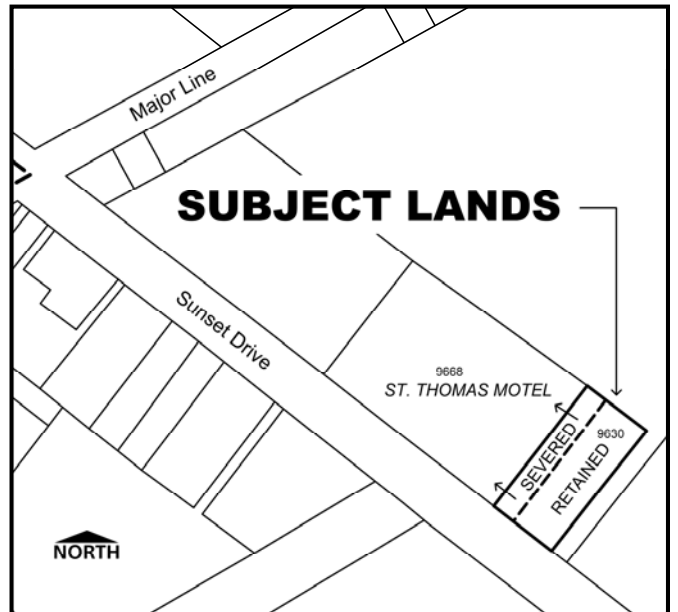 Major Line
SUBJECT LANDS
Sunset Drive
9668
ST. THOMAS MOTEL
SEVERED
9630
RETAINED
NORTH